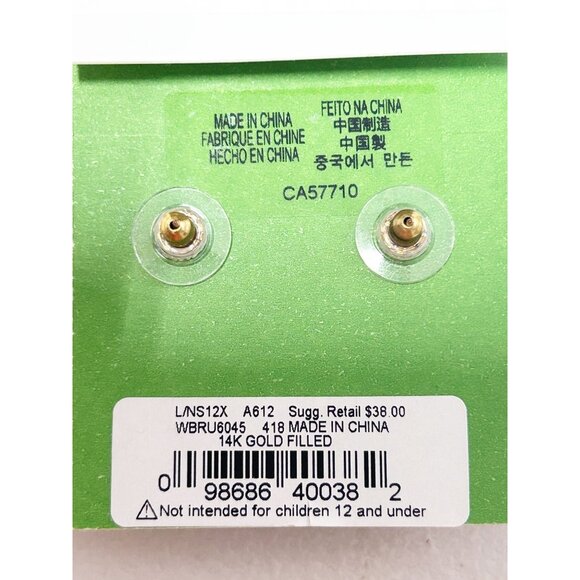 MADE IN CHINA
FABRIQUE EN CHINE
HECHO EN CHINA
FEITO NA CHINA
中国制造
中国製
중국에서 만든
CA57710
L/NS12X A612 Sugg. Retail $38.00
WBRU6045 418 MADE IN CHINA
14K GOLD FILLED
0 98686 40038 2
⚠Not intended for children 12 and under